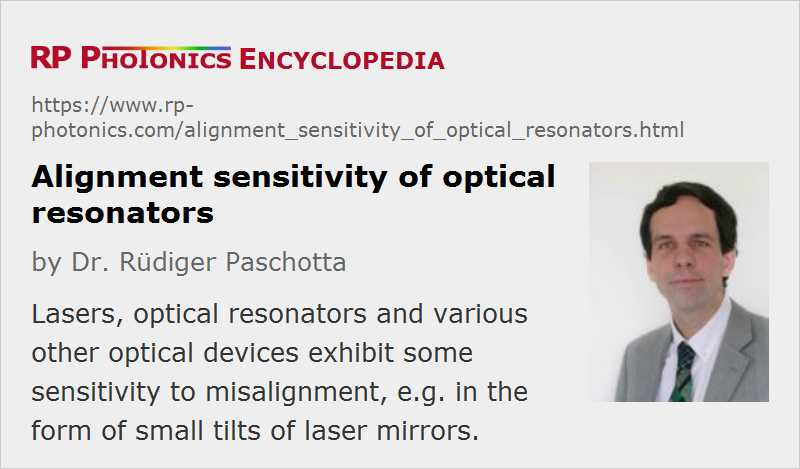 RP PHOTONICS ENCYCLOPEDIA
https://www.rp-
photonics.com/alignment_sensitivity_of_optical_resonators.html
Alignment sensitivity of optical
resonators
by Dr. Rüdiger Paschotta
Lasers, optical resonators and various
other optical devices exhibit some
sensitivity to misalignment, e.g. in the
form of small tilts of laser mirrors.